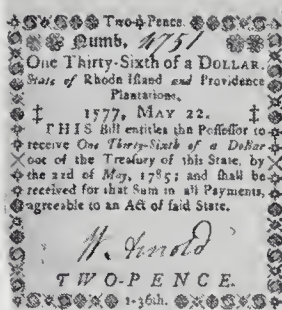 Two-Pence.
Numb, 4751
One Thirty-Sixth of a DOLLAR.
State of Rhode Island and Providence
Plantations,
‡ 1577, MAY 22. ‡
THIS Bill entitles the Possessor to
receive One Thirty-Sixth of a Dollar
out of the Treasury of this State, by
the 22d of May, 1785; and shall be
received for that Sum in all Payments,
agreeable to an Act of said State.
W. Arnold
TWO-PENCE.
1-36th.